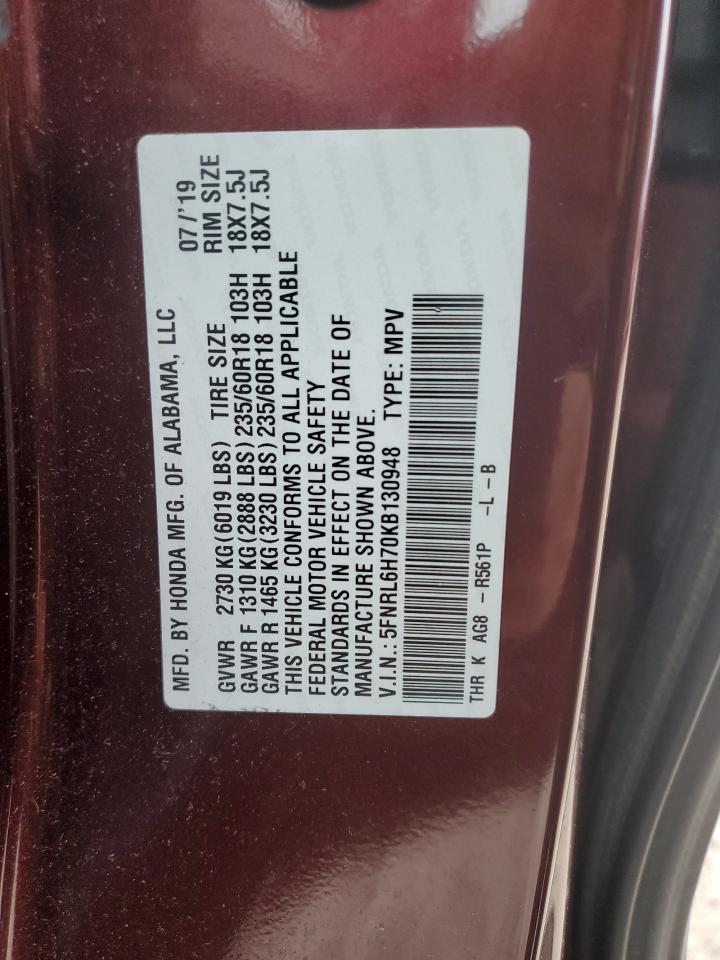 MFD. BY HONDA MFG. OF ALABAMA, LLC 07/'19
GVWR 2730 KG(6019 LBS) TIRE SIZE RIM SIZE
GAWR F 1310 KG(2888 LBS)235/60R18 103H 18X7.5J
GAWR R 1465 KG(3230 LBS)235/60R18 103H 18X7.5J
THIS VEHICLE CONFORMS TO ALL APPLICABLE
FEDERAL MOTOR VEHICLE SAFETY
STANDARDS IN EFFECT ON THE DATE OF
MANUFACTURE SHOWN ABOVE.
V.I.N.: 5FNRL6H70KB130948 TYPE: MPV
THR K AG8 - R561P -L-B